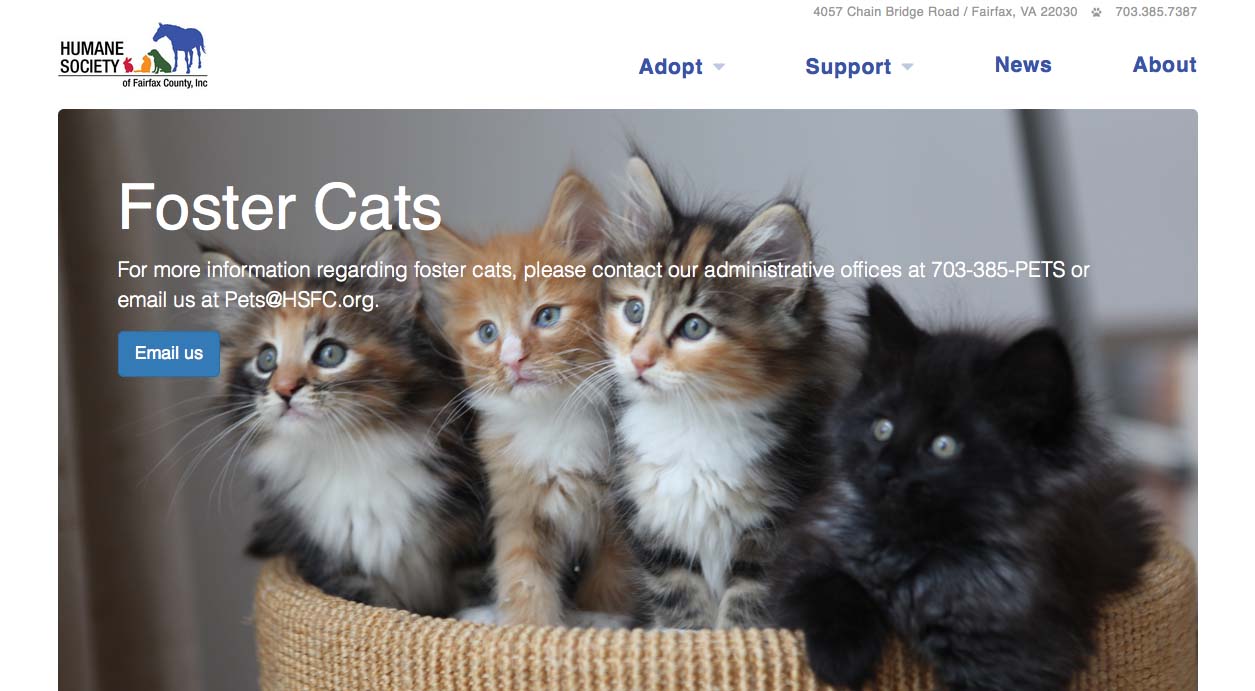 4057 Chain Bridge Road / Fairfax, VA 22030 703.385.7387
HUMANE
SOCIETY
of Fairfax County, Inc
Adopt Support News About
Foster Cats
For more information regarding foster cats, please contact our administrative offices at 703-385-PETS or
email us at Pets@HSFC.org.
Email us